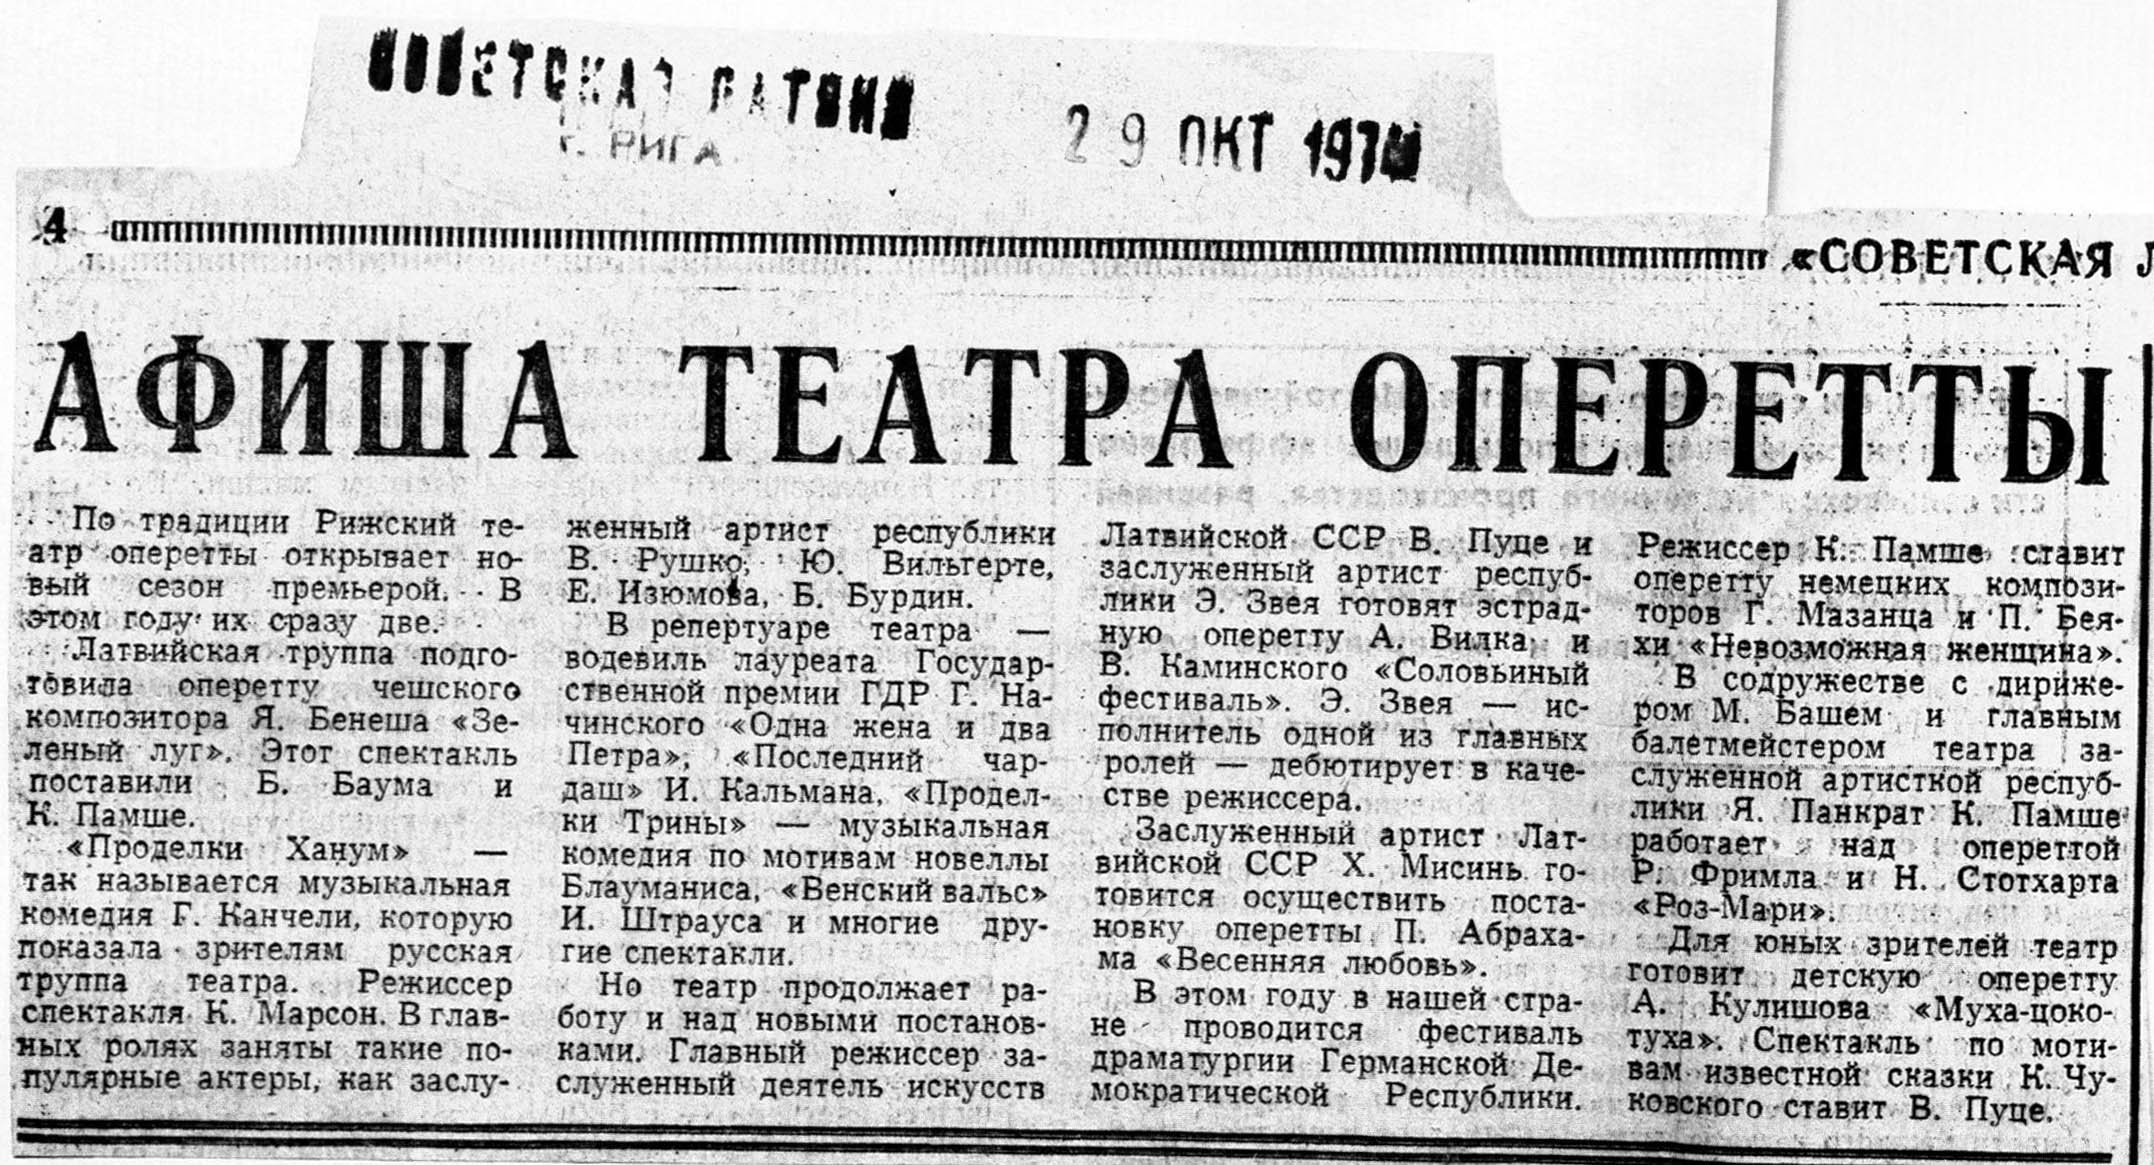 СОВЕТСКАЯ ЛАТВИЯ
г. РИГА
29 ОКТ 197
4
«СОВЕТСКАЯ Л
АФИША ТЕАТРА ОПЕРЕТТЫ
По традиции Рижский те-
атр оперетты открывает но-
вый сезон премьерой. В
этом году их сразу две.
Латвийская труппа подго-
товила оперетту чешского
композитора Я. Бенеша «Зе-
леный луг». Этот спектакль
поставили Б. Баума и
К. Памше.
«Проделки Ханум» —
так называется музыкальная
комедия Г. Канчели, которую
показала зрителям русская
труппа театра. Режиссер
спектакля К. Марсон. В глав-
ных ролях заняты такие по-
пулярные актеры, как заслу-
женный артист республики
В. Рушко, Ю. Вильгерте,
Е. Изюмова, Б. Бурдин.
В репертуаре театра —
водевиль лауреата Государ-
ственной премии ГДР Г. На-
чинского «Одна жена и два
Петра», «Последний чар-
даш» И. Кальмана, «Продел-
ки Трины» — музыкальная
комедия по мотивам новеллы
Блауманиса, «Венский вальс»
И. Штрауса и многие дру-
гие спектакли.
Но театр продолжает ра-
боту и над новыми постанов-
ками. Главный режиссер за-
служенный деятель искусств
Латвийской ССР В. Пуце и
заслуженный артист респуб-
лики Э. Звея готовят эстрад-
ную оперетту А. Вилка и
В. Каминского «Соловьиный
фестиваль». Э. Звея — ис-
полнитель одной из главных
ролей — дебютирует в каче-
стве режиссера.
Заслуженный артист Лат-
вийской ССР Х. Мисинь го-
товится осуществить поста-
новку оперетты П. Абраха-
ма «Весенняя любовь».
В этом году в нашей стра-
не проводится фестиваль
драматургии Германской Де-
мократической Республики.
Режиссер К. Памше ставит
оперетту немецких компози-
торов Г. Мазанца и П. Бея-
хи «Невозможная женщина».
В содружестве с дириже-
ром М. Башем и главным
балетмейстером театра за-
служенной артисткой респуб-
лики Я. Панкрат К. Памше
работает над опереттой
Р. Фримла и Н. Стотхарта
«Роз-Мари».
Для юных зрителей театр
готовит детскую оперетту
А. Кулишова «Муха-цоко-
туха». Спектакль по моти-
вам известной сказки К. Чу-
ковского ставит В. Пуце.